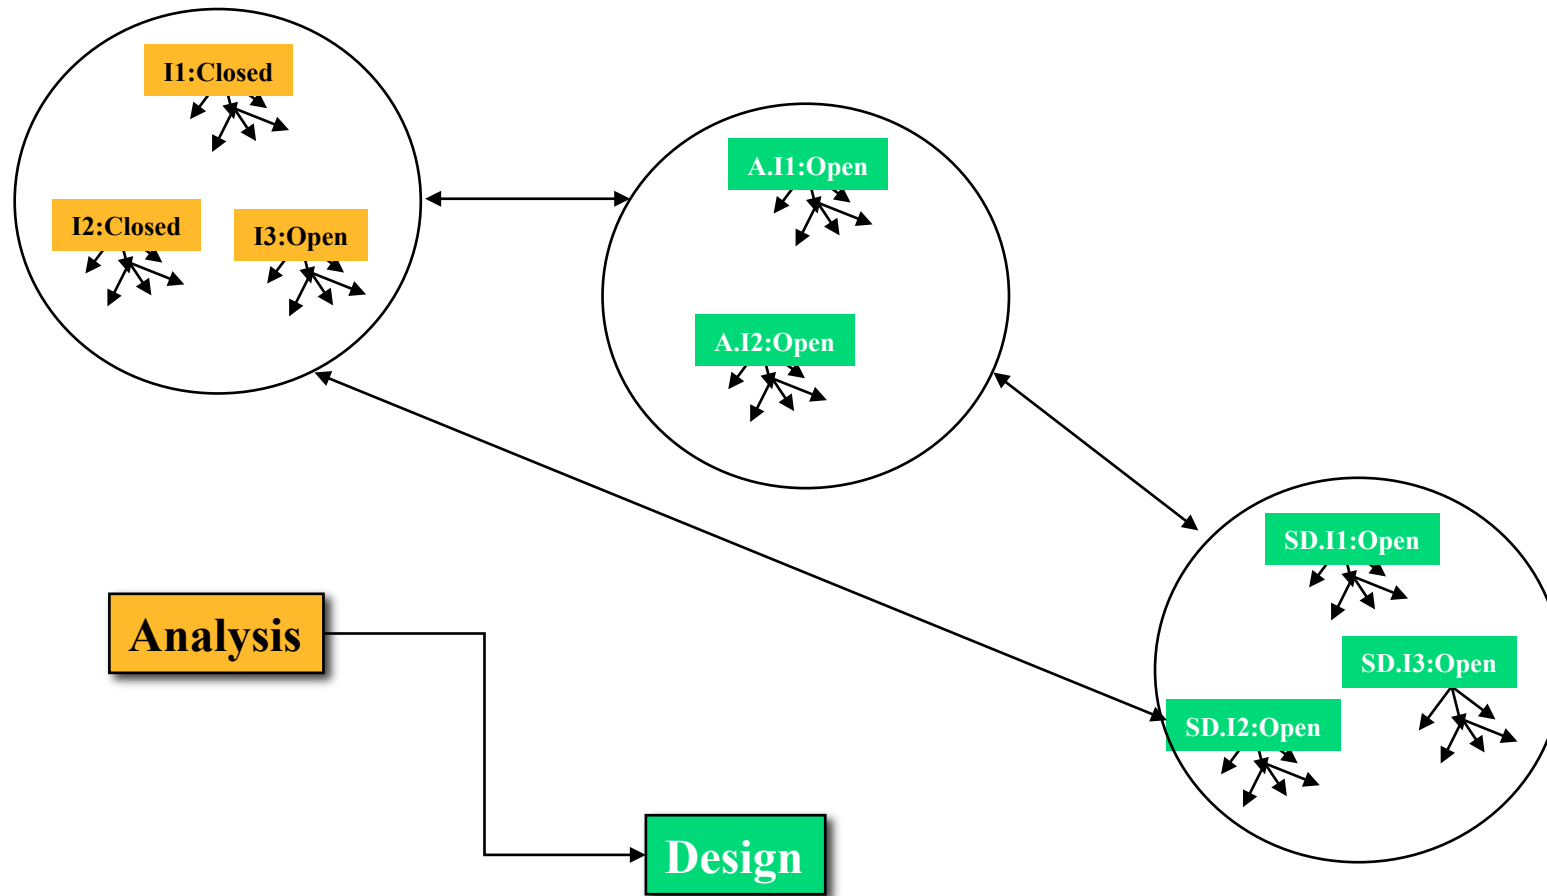 I1:Closed
A.I1:Open
I2:Closed
I3:Open
A.I2:Open
SD.I1:Open
Analysis
SD.I3:Open
SD.I2:Open
Design